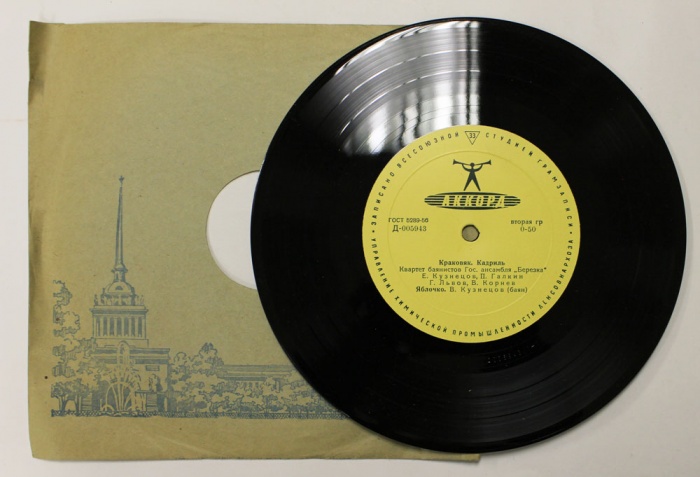 ЗАПИСАНО ВСЕСОЮЗНОЙ 33 СТУДИЕЙ ГРАМЗАПИСИ
АККОРД
ГОСТ 5289-56 вторая гр
Д-005943 0-50
Краковяк. Кадриль
Квартет баянистов Гос. ансамбля „Березка"
Е. Кузнецов, П. Галкин
Г. Львов, В. Корнев
Яблочко. В. Кузнецов (баян)
УПРАВЛЕНИЕ ХИМИЧЕСКОЙ ПРОМЫШЛЕННОСТИ ЛЕНСОВНАРХОЗА